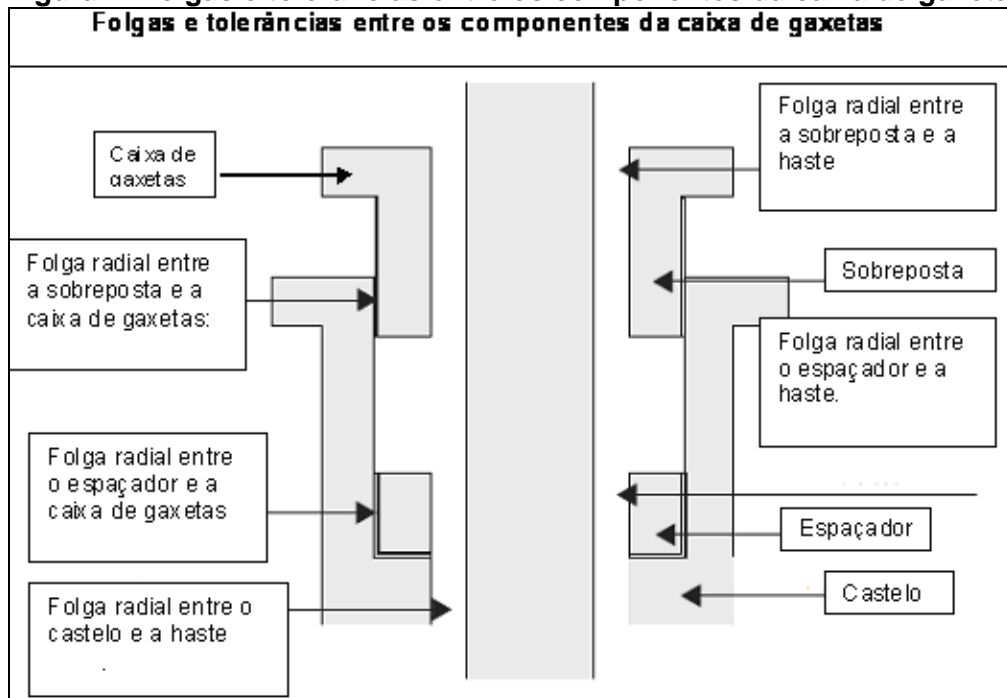 Folgas e tolerâncias entre os componentes da caixa de gaxetas
Caixa de
gaxetas
Folga radial entre
a sobreposta e a
haste
Folga radial entre
a sobreposta e a
caixa de gaxetas:
Sobreposta
Folga radial entre
o espaçador e a
haste.
Folga radial entre
o espaçador e a
caixa de gaxetas
Espaçador
Folga radial entre o
castelo e a haste
.
Castelo